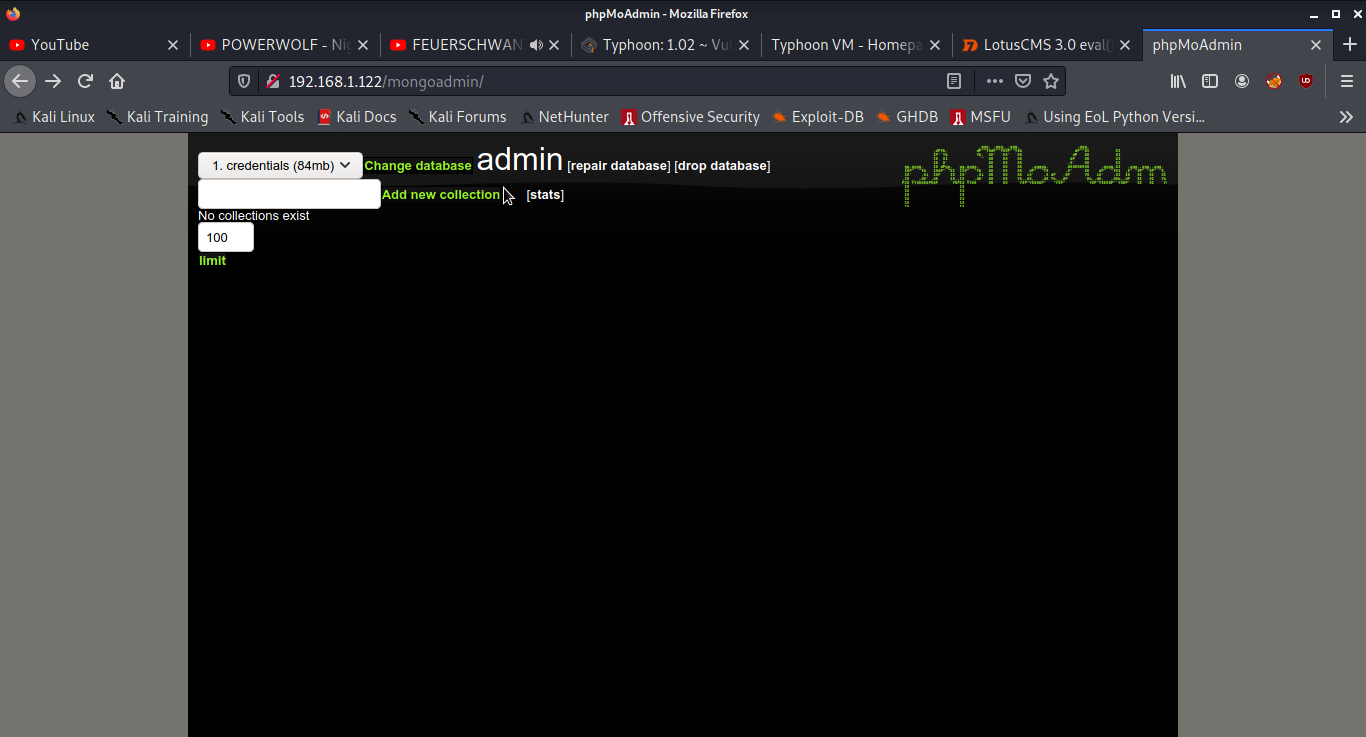 phpMoAdmin - Mozilla Firefox
YouTube POWERWOLF - Ni FEUERSCHWAN Typhoon: 1.02 ~ Vul Typhoon VM - Homepa LotusCMS 3.0 eval() phpMoAdmin
192.168.1.122/mongoadmin/
Kali Linux Kali Training Kali Tools Kali Docs Kali Forums NetHunter Offensive Security Exploit-DB GHDB MSFU Using EoL Python Versi...
1. credentials (84mb) Change database admin [repair database] [drop database]
phpMoAdm
Add new collection [stats]
No collections exist
100
limit